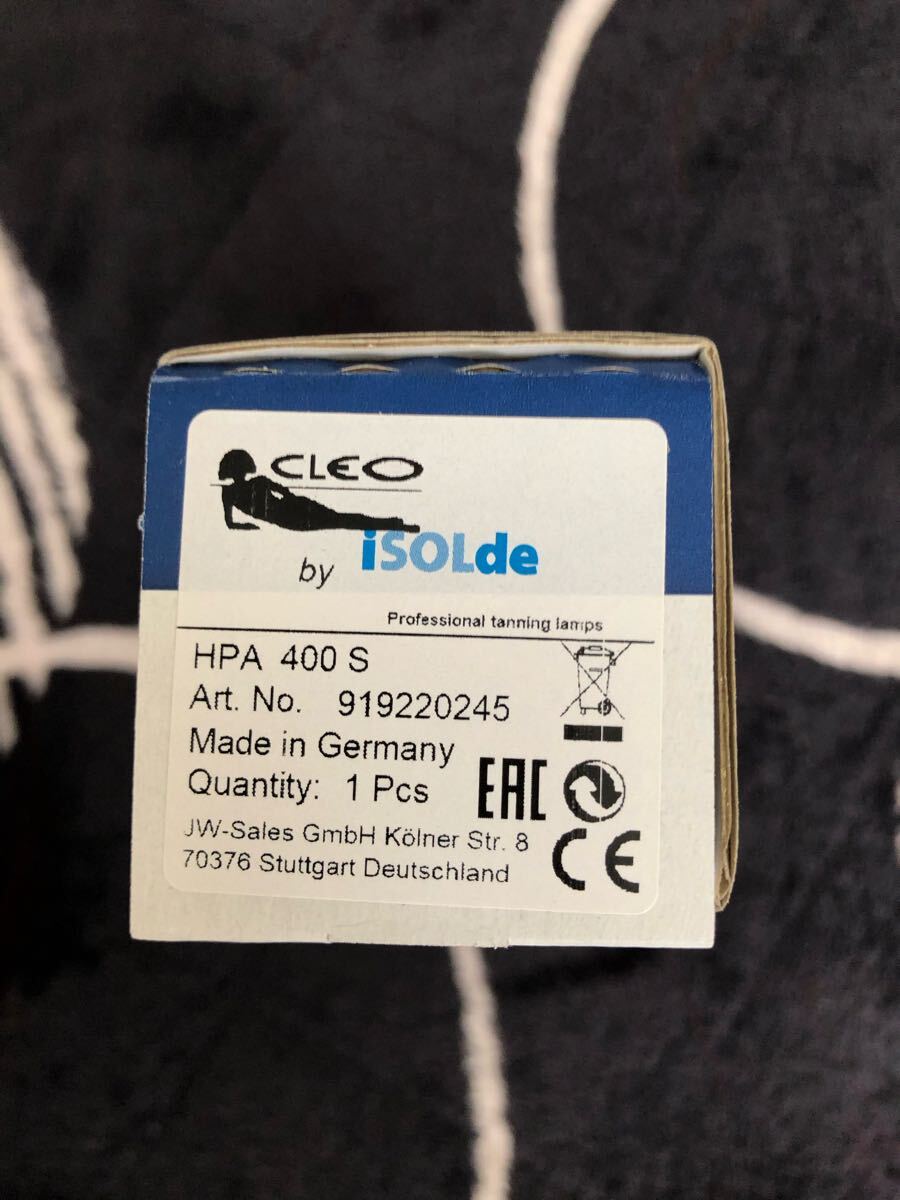 CLEO
by iSOLde
Professional tanning lamps
HPA 400 S
Art. No. 919220245
Made in Germany
Quantity: 1 Pcs
EAC
JW-Sales GmbH Kölner Str. 8
70376 Stuttgart Deutschland
CE